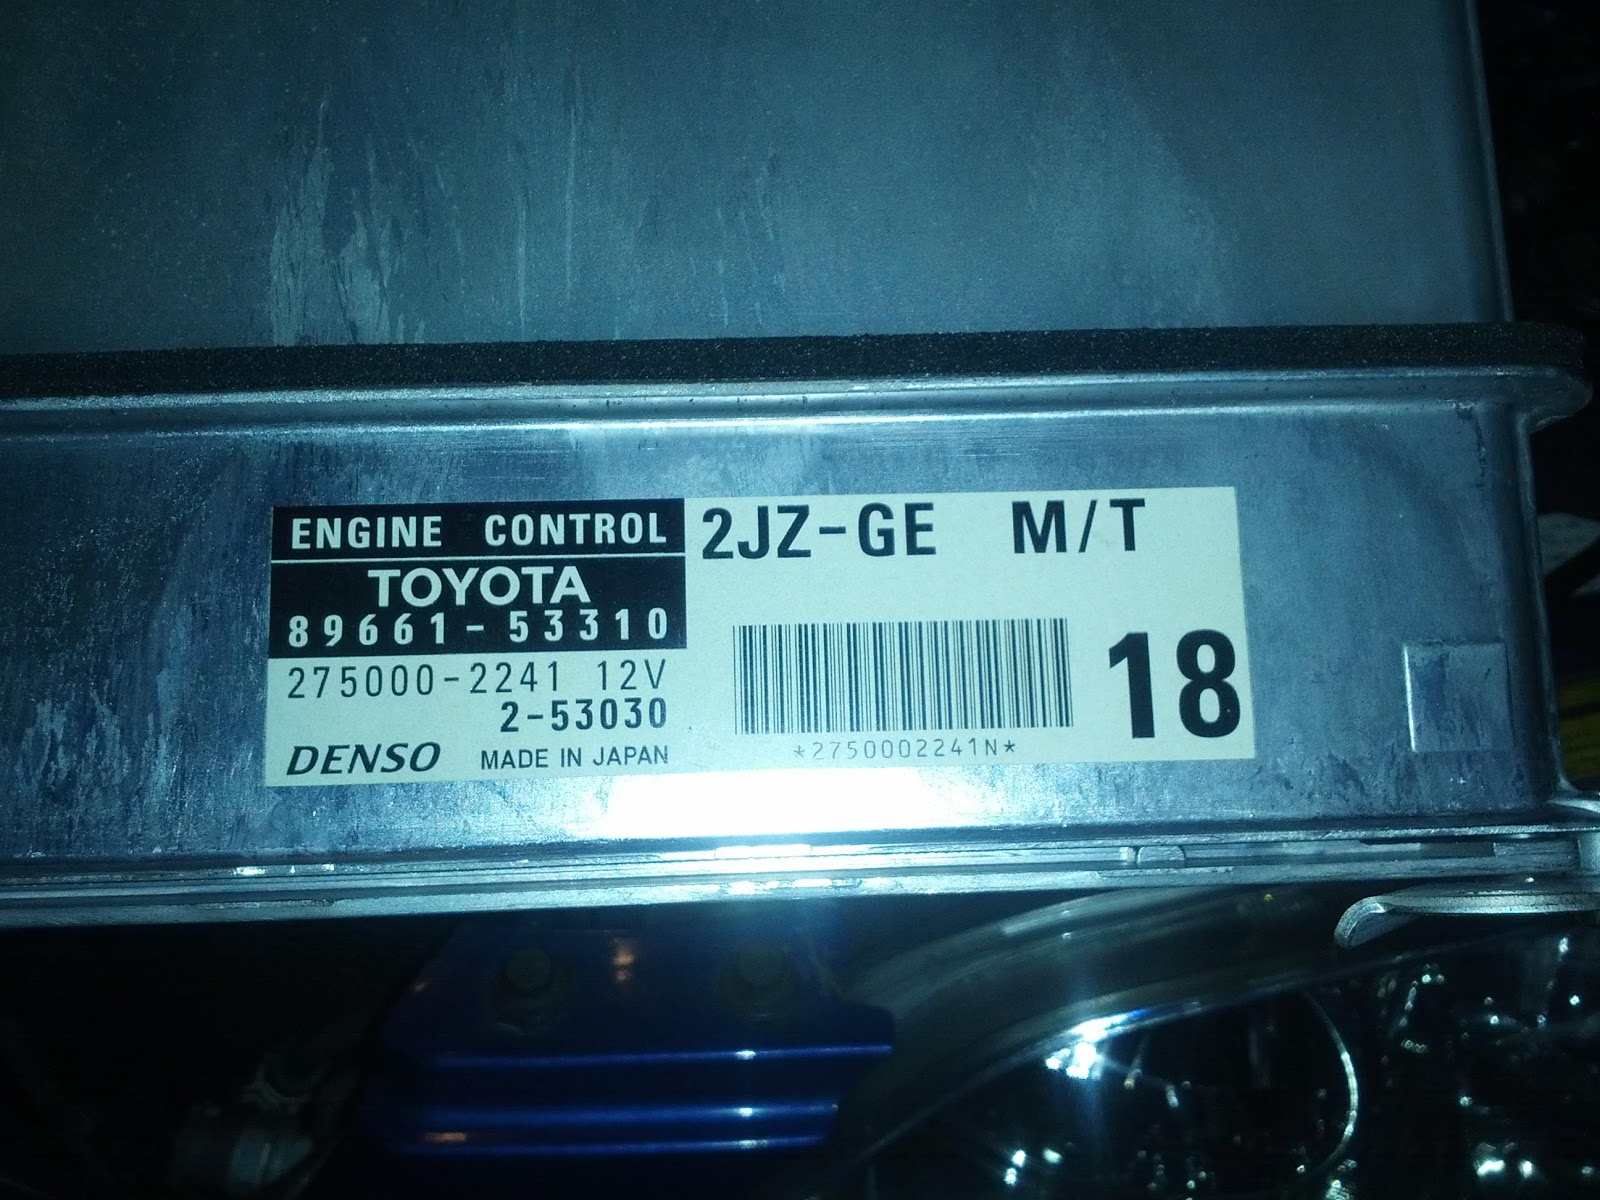 ENGINE CONTROL
TOYOTA
89661-53310
275000-2241 12V
2-53030
DENSO MADE IN JAPAN
2JZ-GE M/T
18
*2750002241N*